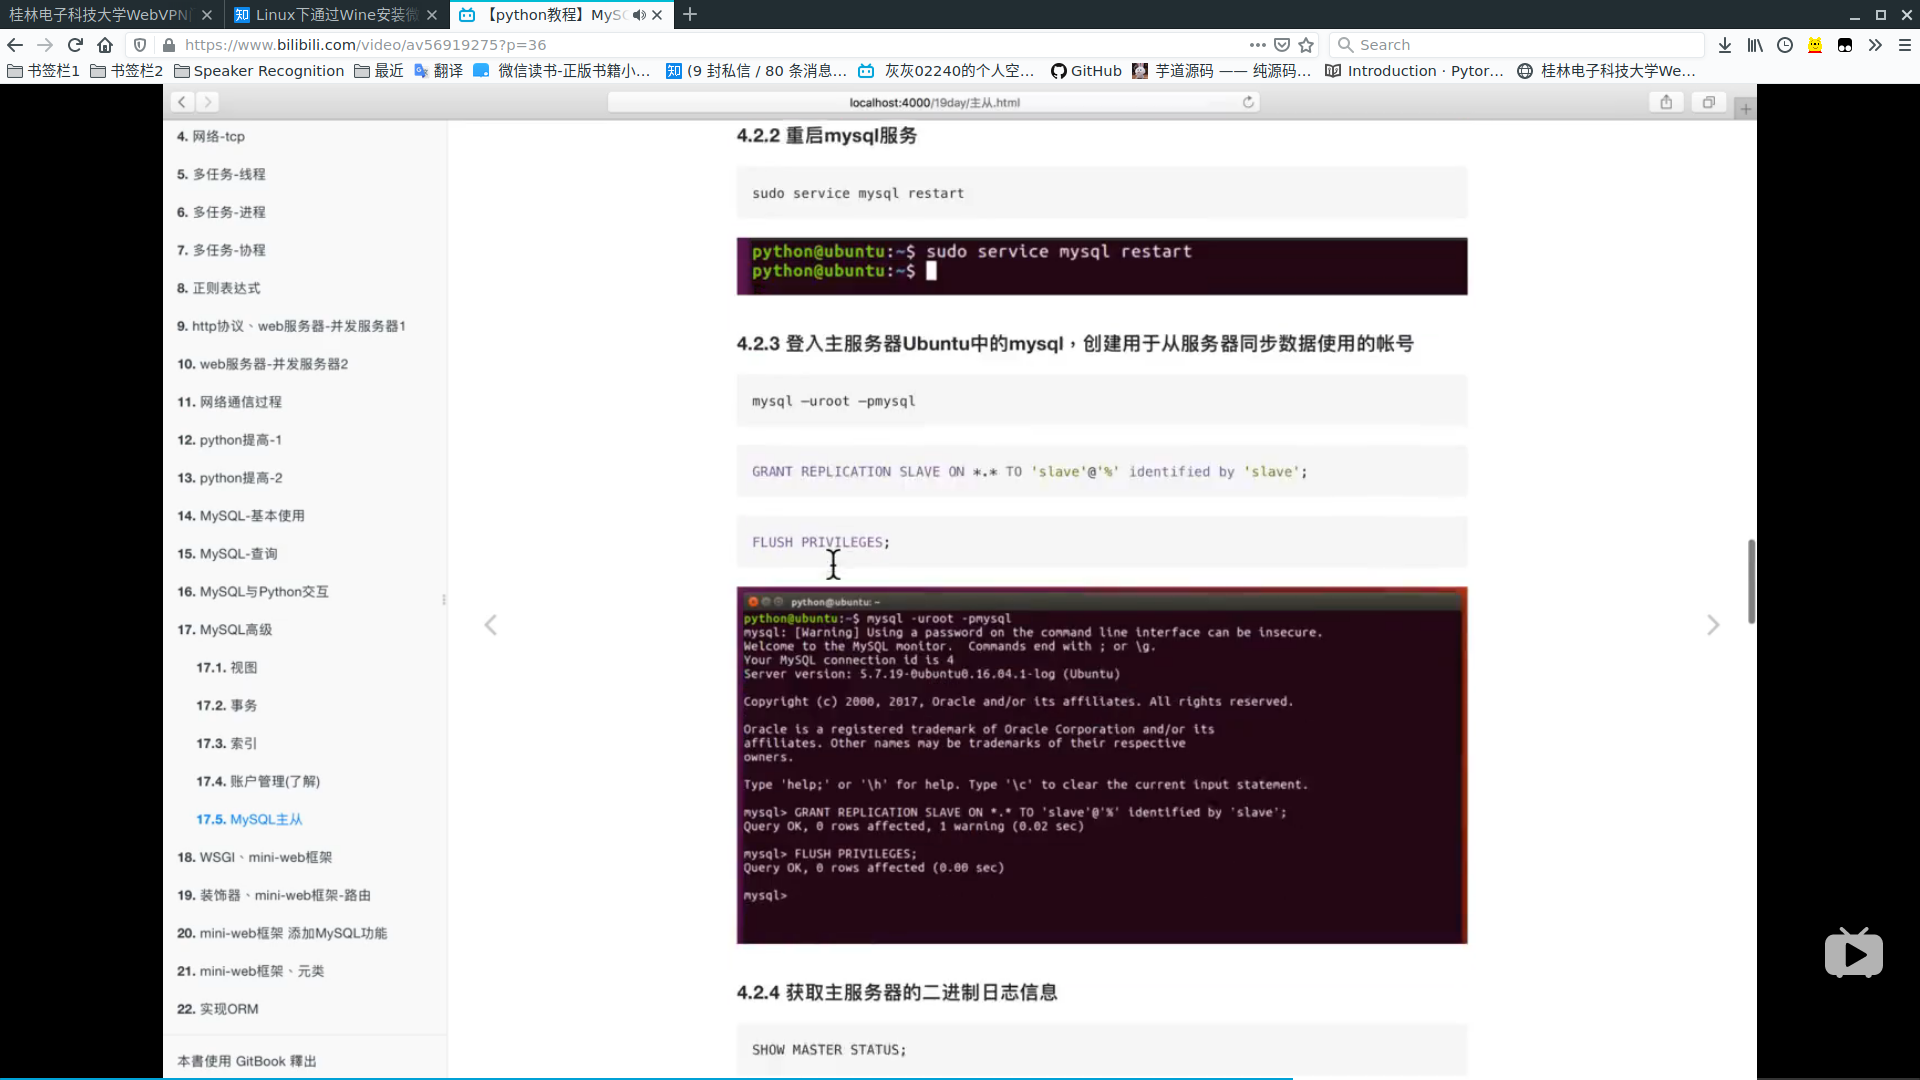 桂林电子科技大学WebVPN
Linux下通过Wine安装微
【python教程】MySQ
https://www.bilibili.com/video/av56919275?p=36
Search
书签栏1
书签栏2
Speaker Recognition
最近
翻译
微信读书-正版书籍小…
(9 封私信 / 80 条消息…
灰灰02240的个人空…
GitHub
芋道源码 —— 纯源码…
Introduction · Pytor…
桂林电子科技大学We…
localhost:4000/19day/主从.html
4. 网络-tcp
5. 多任务-线程
6. 多任务-进程
7. 多任务-协程
8. 正则表达式
9. http协议、web服务器-并发服务器1
10. web服务器-并发服务器2
11. 网络通信过程
12. python提高-1
13. python提高-2
14. MySQL-基本使用
15. MySQL-查询
16. MySQL与Python交互
17. MySQL高级
17.1. 视图
17.2. 事务
17.3. 索引
17.4. 账户管理(了解)
17.5. MySQL主从
18. WSGI、mini-web框架
19. 装饰器、mini-web框架-路由
20. mini-web框架 添加MySQL功能
21. mini-web框架、元类
22. 实现ORM
本書使用 GitBook 釋出
4.2.2 重启mysql服务
sudo service mysql restart
python@ubuntu:~$ sudo service mysql restart
python@ubuntu:~$
4.2.3 登入主服务器Ubuntu中的mysql，创建用于从服务器同步数据使用的帐号
mysql –uroot –pmysql
GRANT REPLICATION SLAVE ON *.* TO 'slave'@'%' identified by 'slave';
FLUSH PRIVILEGES;
python@ubuntu: ~
python@ubuntu:~$ mysql -uroot -pmysql
mysql: [Warning] Using a password on the command line interface can be insecure.
Welcome to the MySQL monitor.  Commands end with ; or \g.
Your MySQL connection id is 4
Server version: 5.7.19-0ubuntu0.16.04.1-log (Ubuntu)
Copyright (c) 2000, 2017, Oracle and/or its affiliates. All rights reserved.
Oracle is a registered trademark of Oracle Corporation and/or its
affiliates. Other names may be trademarks of their respective
owners.
Type 'help;' or '\h' for help. Type '\c' to clear the current input statement.
mysql> GRANT REPLICATION SLAVE ON *.* TO 'slave'@'%' identified by 'slave';
Query OK, 0 rows affected, 1 warning (0.02 sec)
mysql> FLUSH PRIVILEGES;
Query OK, 0 rows affected (0.00 sec)
mysql>
4.2.4 获取主服务器的二进制日志信息
SHOW MASTER STATUS;